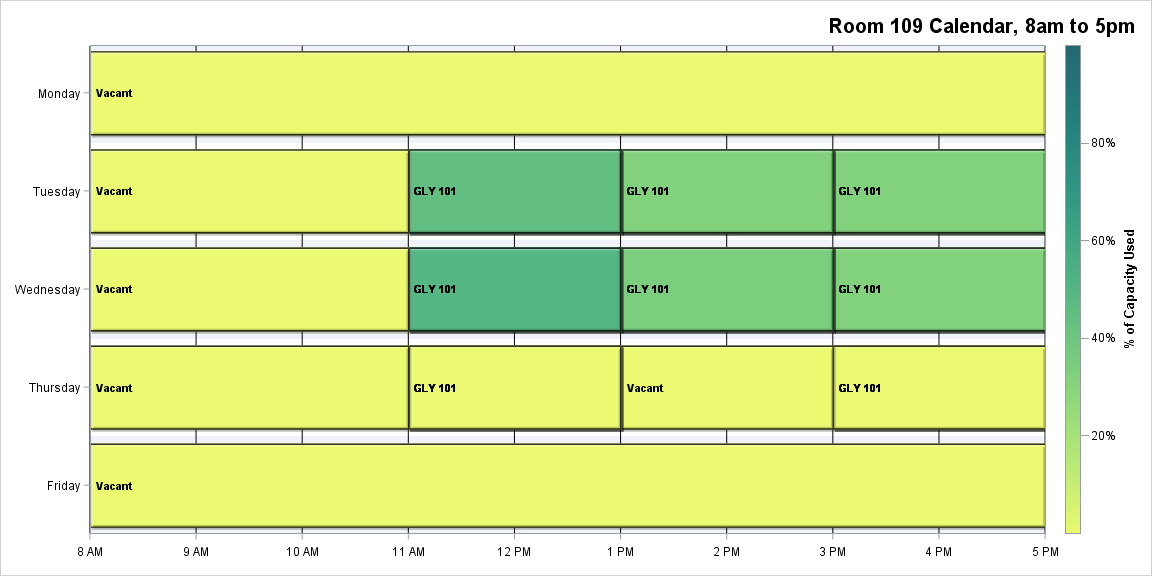 Room 109 Calendar, 8am to 5pm
Monday
Vacant
Tuesday
Vacant
GLY 101
GLY 101
GLY 101
Wednesday
Vacant
GLY 101
GLY 101
GLY 101
Thursday
Vacant
GLY 101
Vacant
GLY 101
Friday
Vacant
8 AM
9 AM
10 AM
11 AM
12 PM
1 PM
2 PM
3 PM
4 PM
5 PM
80%
60%
40%
20%
% of Capacity Used